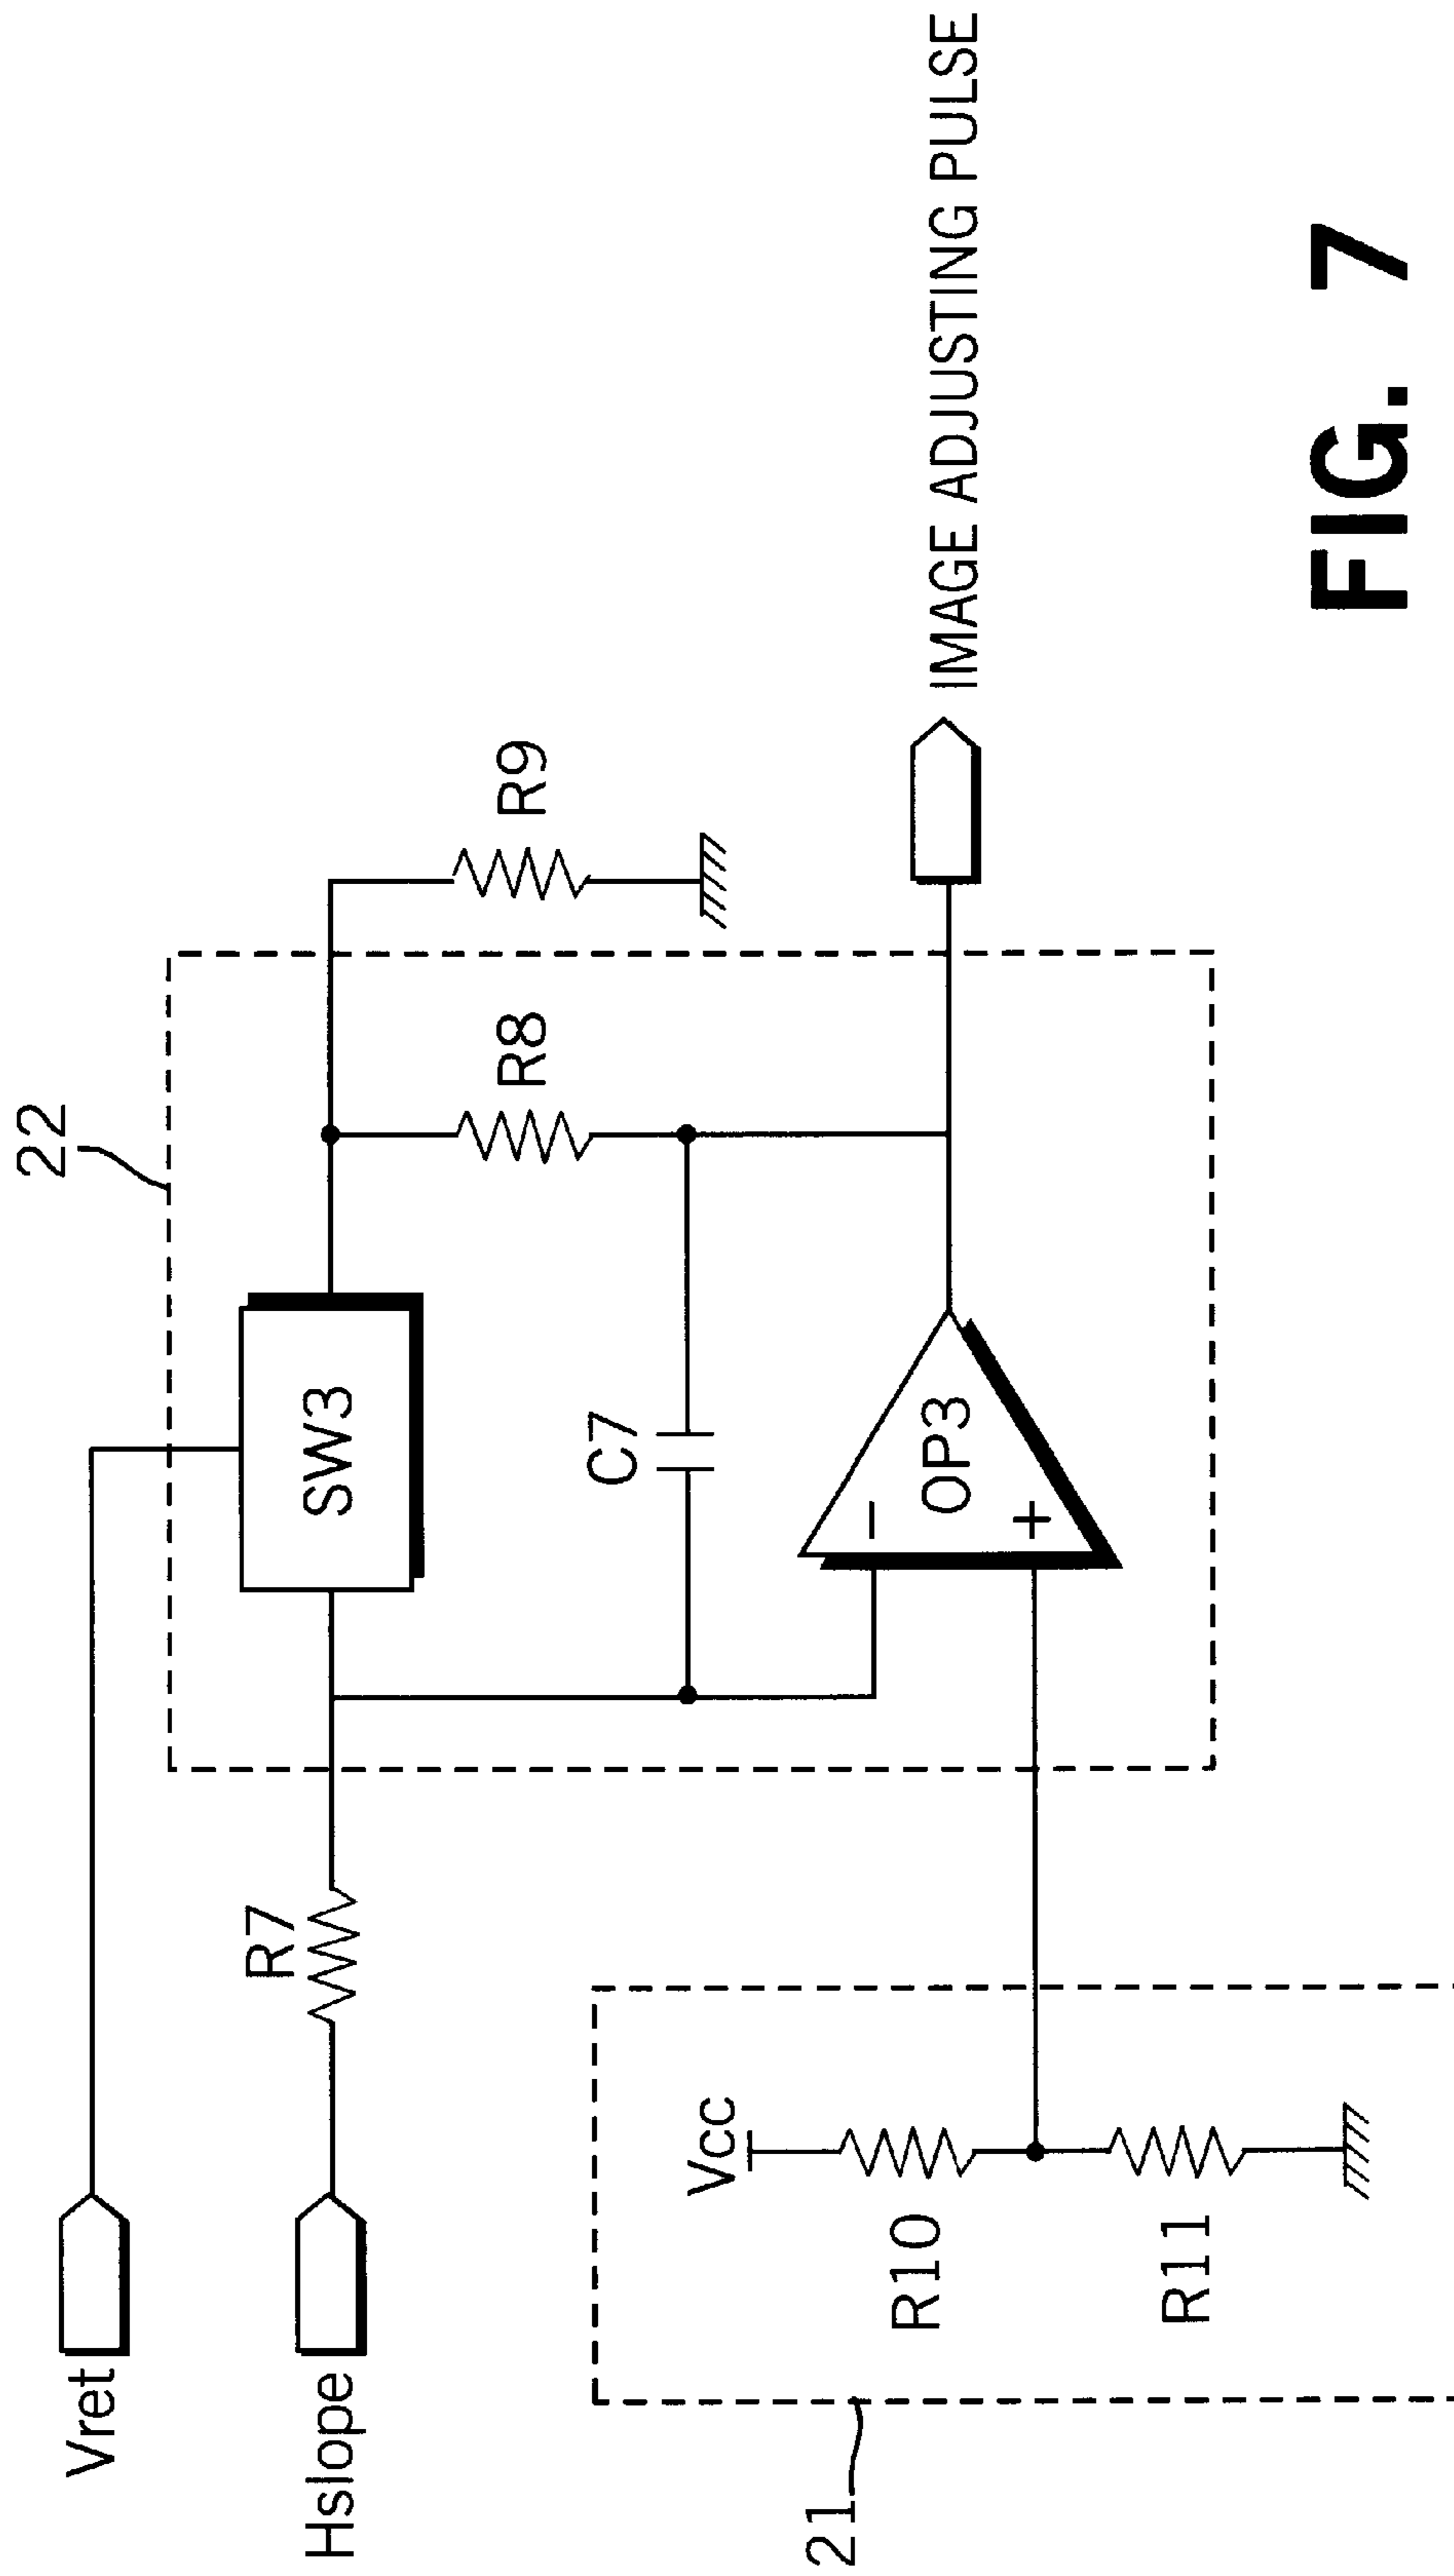 22
Vret
SW3
R9
R8
R7
Hslope
C7
OP3
−
+
IMAGE ADJUSTING PULSE
Vcc
R10
R11
21
FIG. 7